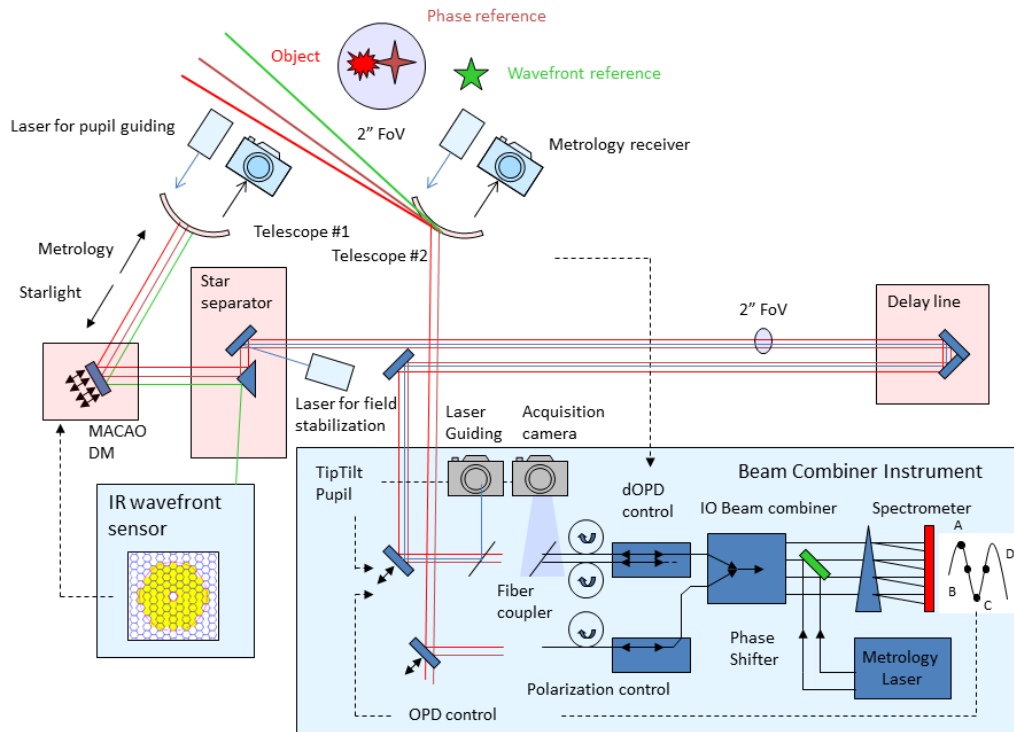 Phase reference
Object
Wavefront reference
Laser for pupil guiding
2” FoV
Metrology receiver
Telescope #1
Telescope #2
Metrology
Starlight
Star
separator
2” FoV
Delay line
MACAO
DM
Laser for field
stabilization
Laser
Guiding
Acquisition
camera
TipTilt
Pupil
Beam Combiner Instrument
IR wavefront
sensor
dOPD
control
IO Beam combiner
Spectrometer
A
D
B
C
Fiber
coupler
Phase
Shifter
Metrology
Laser
Polarization control
OPD control